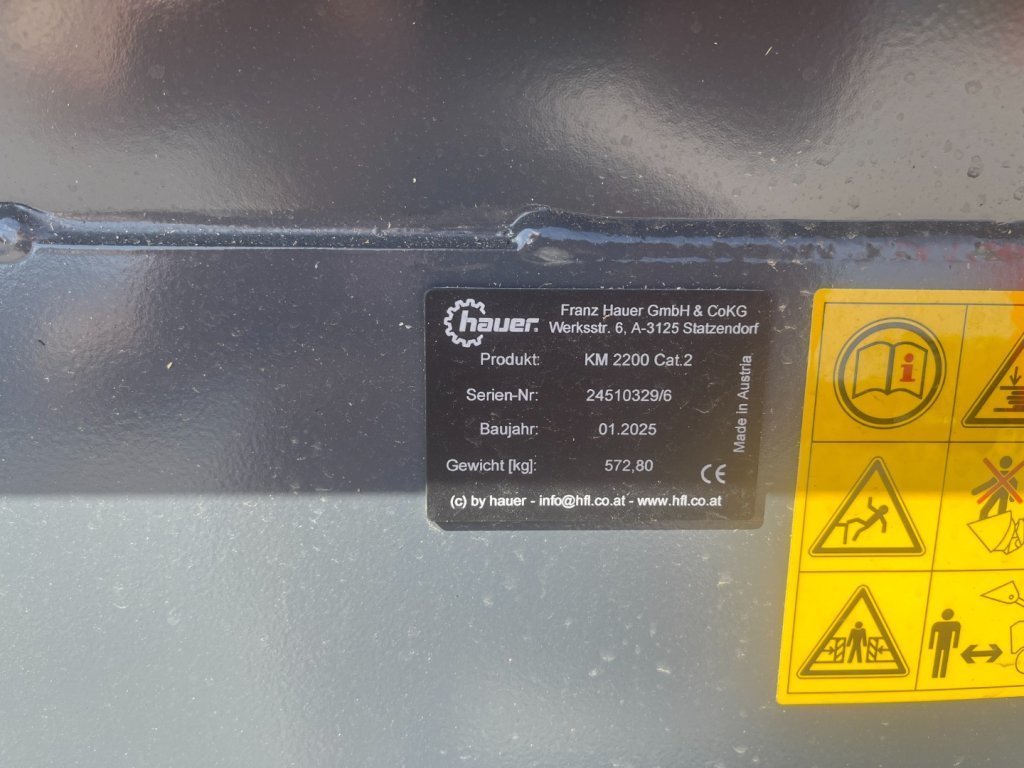 hauer.
Franz Hauer GmbH & CoKG
Werksstr. 6, A-3125 Statzendorf
Produkt: KM 2200 Cat.2
Serien-Nr: 24510329/6
Baujahr: 01.2025
Gewicht [kg]: 572,80
Made in Austria
CE
(c) by hauer - info@hfl.co.at - www.hfl.co.at
i